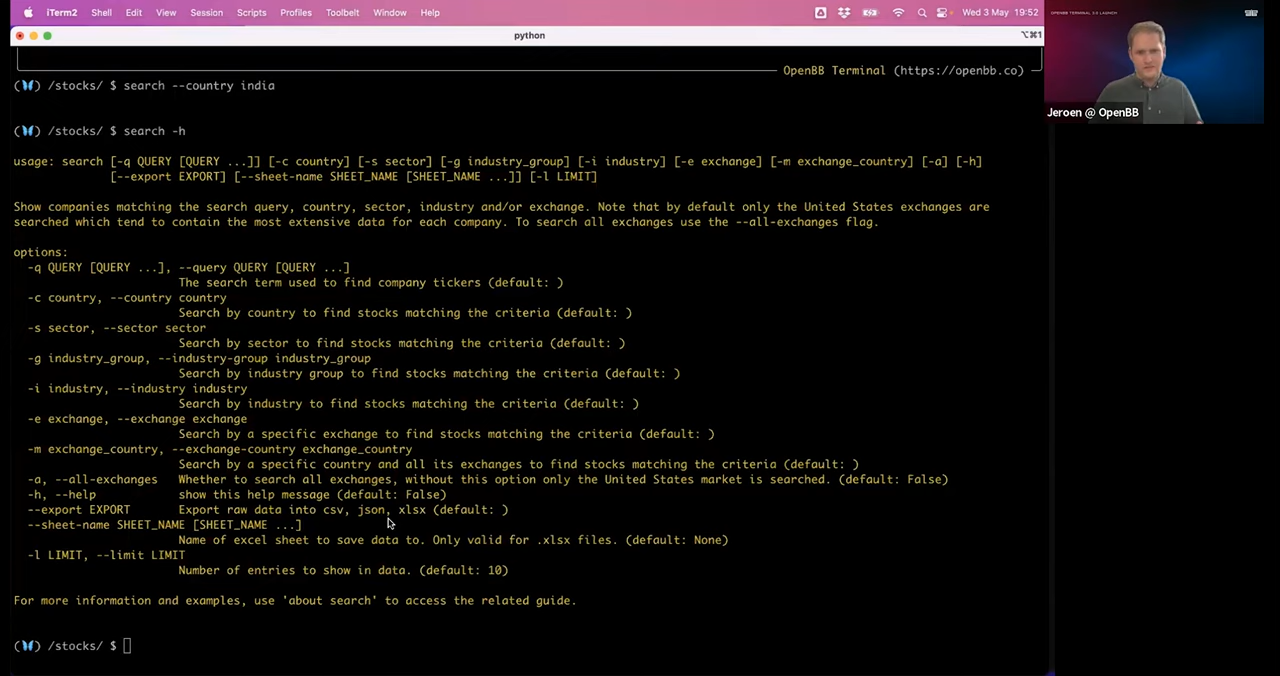 iTerm2 Shell Edit View Session Scripts Profiles Toolbelt Window Help Wed 3 May 19:52
OPENBB TERMINAL 3.0 LAUNCH
python
⌥⌘1
OpenBB Terminal (https://openbb.co)
(🦋) /stocks/ $ search --country india
Jeroen @ OpenBB
(🦋) /stocks/ $ search -h
usage: search [-q QUERY [QUERY ...]] [-c country] [-s sector] [-g industry_group] [-i industry] [-e exchange] [-m exchange_country] [-a] [-h]
[--export EXPORT] [--sheet-name SHEET_NAME [SHEET_NAME ...]] [-l LIMIT]
Show companies matching the search query, country, sector, industry and/or exchange. Note that by default only the United States exchanges are
searched which tend to contain the most extensive data for each company. To search all exchanges use the --all-exchanges flag.
options:
-q QUERY [QUERY ...], --query QUERY [QUERY ...]
The search term used to find company tickers (default: )
-c country, --country country
Search by country to find stocks matching the criteria (default: )
-s sector, --sector sector
Search by sector to find stocks matching the criteria (default: )
-g industry_group, --industry-group industry_group
Search by industry group to find stocks matching the criteria (default: )
-i industry, --industry industry
Search by industry to find stocks matching the criteria (default: )
-e exchange, --exchange exchange
Search by a specific exchange to find stocks matching the criteria (default: )
-m exchange_country, --exchange-country exchange_country
Search by a specific country and all its exchanges to find stocks matching the criteria (default: )
-a, --all-exchanges Whether to search all exchanges, without this option only the United States market is searched. (default: False)
-h, --help show this help message (default: False)
--export EXPORT Export raw data into csv, json, xlsx (default: )
--sheet-name SHEET_NAME [SHEET_NAME ...]
Name of excel sheet to save data to. Only valid for .xlsx files. (default: None)
-l LIMIT, --limit LIMIT
Number of entries to show in data. (default: 10)
For more information and examples, use 'about search' to access the related guide.
(🦋) /stocks/ $